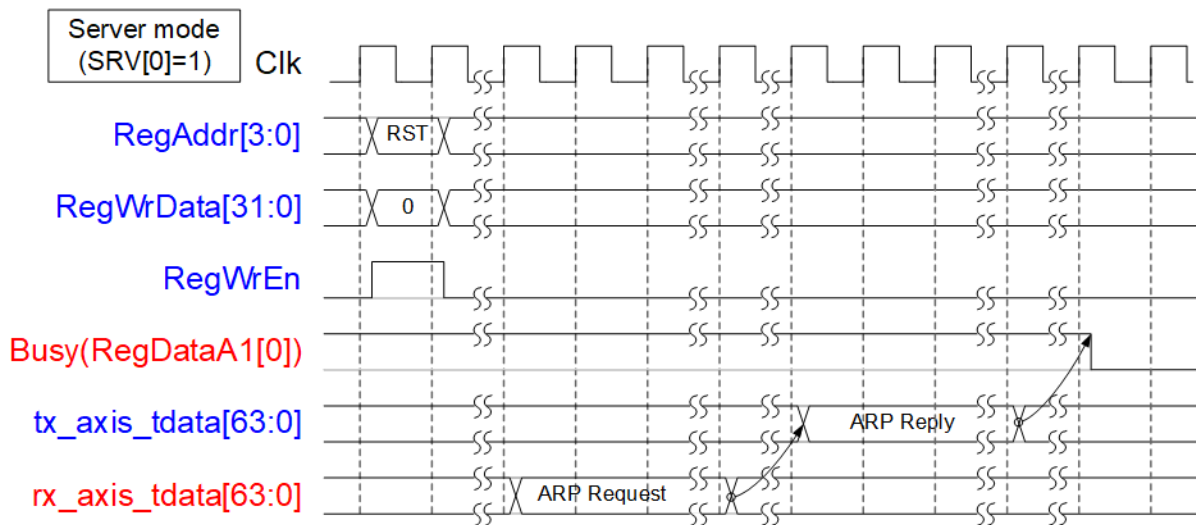 Server mode
(SRV[0]=1)
Clk
RegAddr[3:0]
RST
RegWrData[31:0]
0
RegWrEn
Busy(RegDataA1[0])
tx_axis_tdata[63:0]
ARP Reply
rx_axis_tdata[63:0]
ARP Request